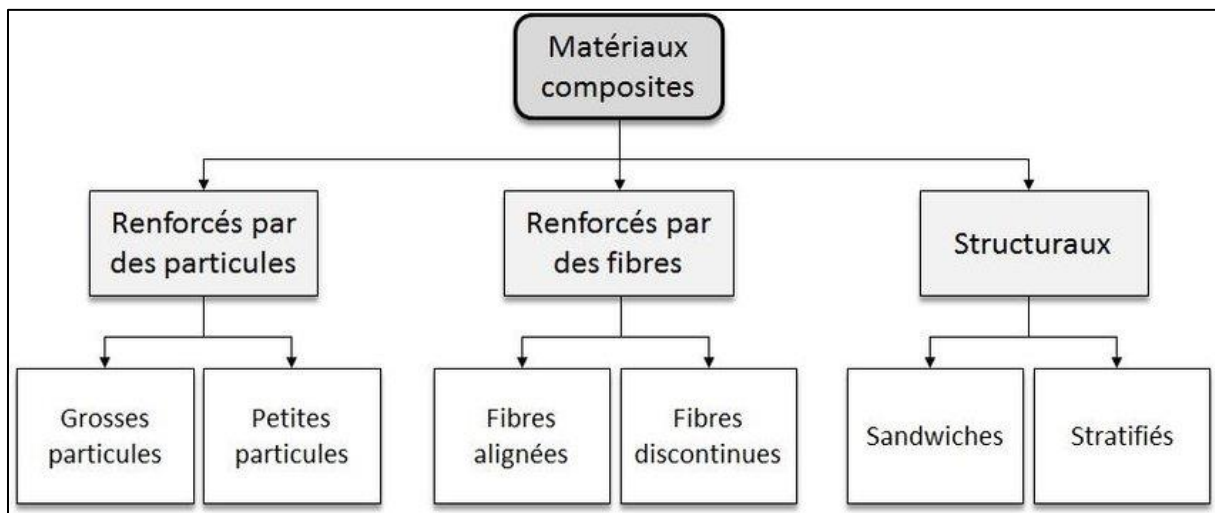 Matériaux
composites
Renforcés par
des particules
Renforcés par
des fibres
Structuraux
Grosses
particules
Petites
particules
Fibres
alignées
Fibres
discontinues
Sandwiches
Stratifiés